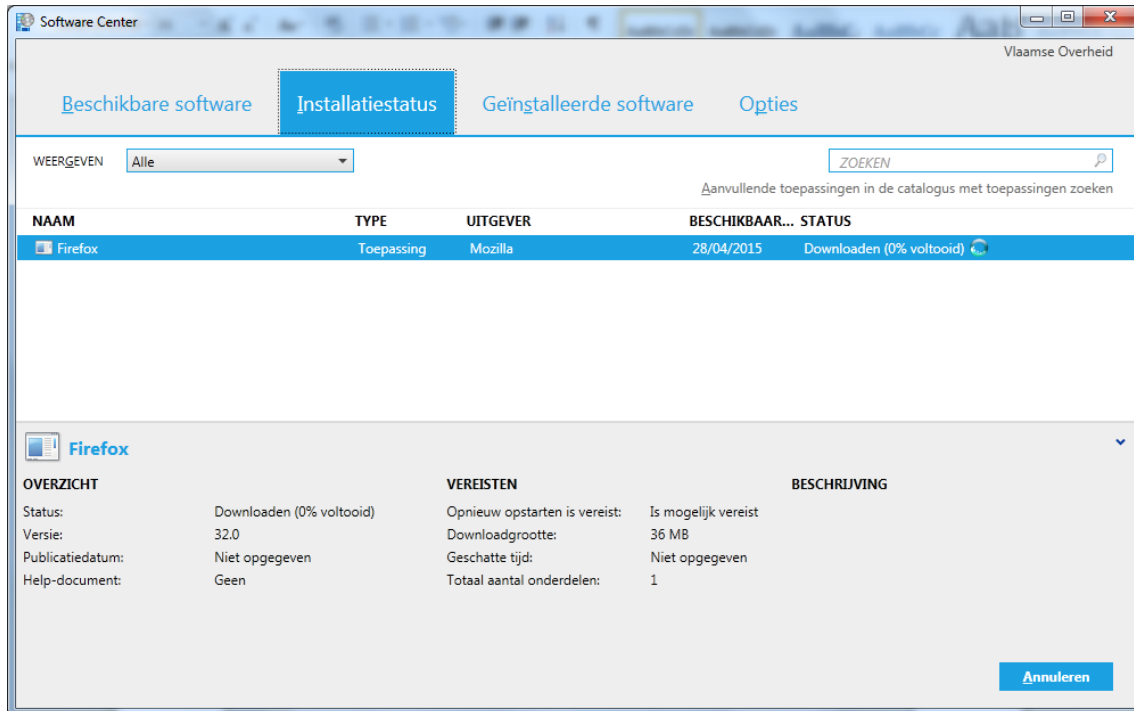 Software Center
Vlaamse Overheid
Beschikbare software Installatiestatus Geïnstalleerde software Opties
WEERGEVEN Alle ZOEKEN
Aanvullende toepassingen in de catalogus met toepassingen zoeken
NAAM TYPE UITGEVER BESCHIKBAAR... STATUS
Firefox Toepassing Mozilla 28/04/2015 Downloaden (0% voltooid)
Firefox
OVERZICHT VEREISTEN BESCHRIJVING
Status: Downloaden (0% voltooid) Opnieuw opstarten is vereist: Is mogelijk vereist
Versie: 32.0 Downloadgrootte: 36 MB
Publicatiedatum: Niet opgegeven Geschatte tijd: Niet opgegeven
Help-document: Geen Totaal aantal onderdelen: 1
Annuleren